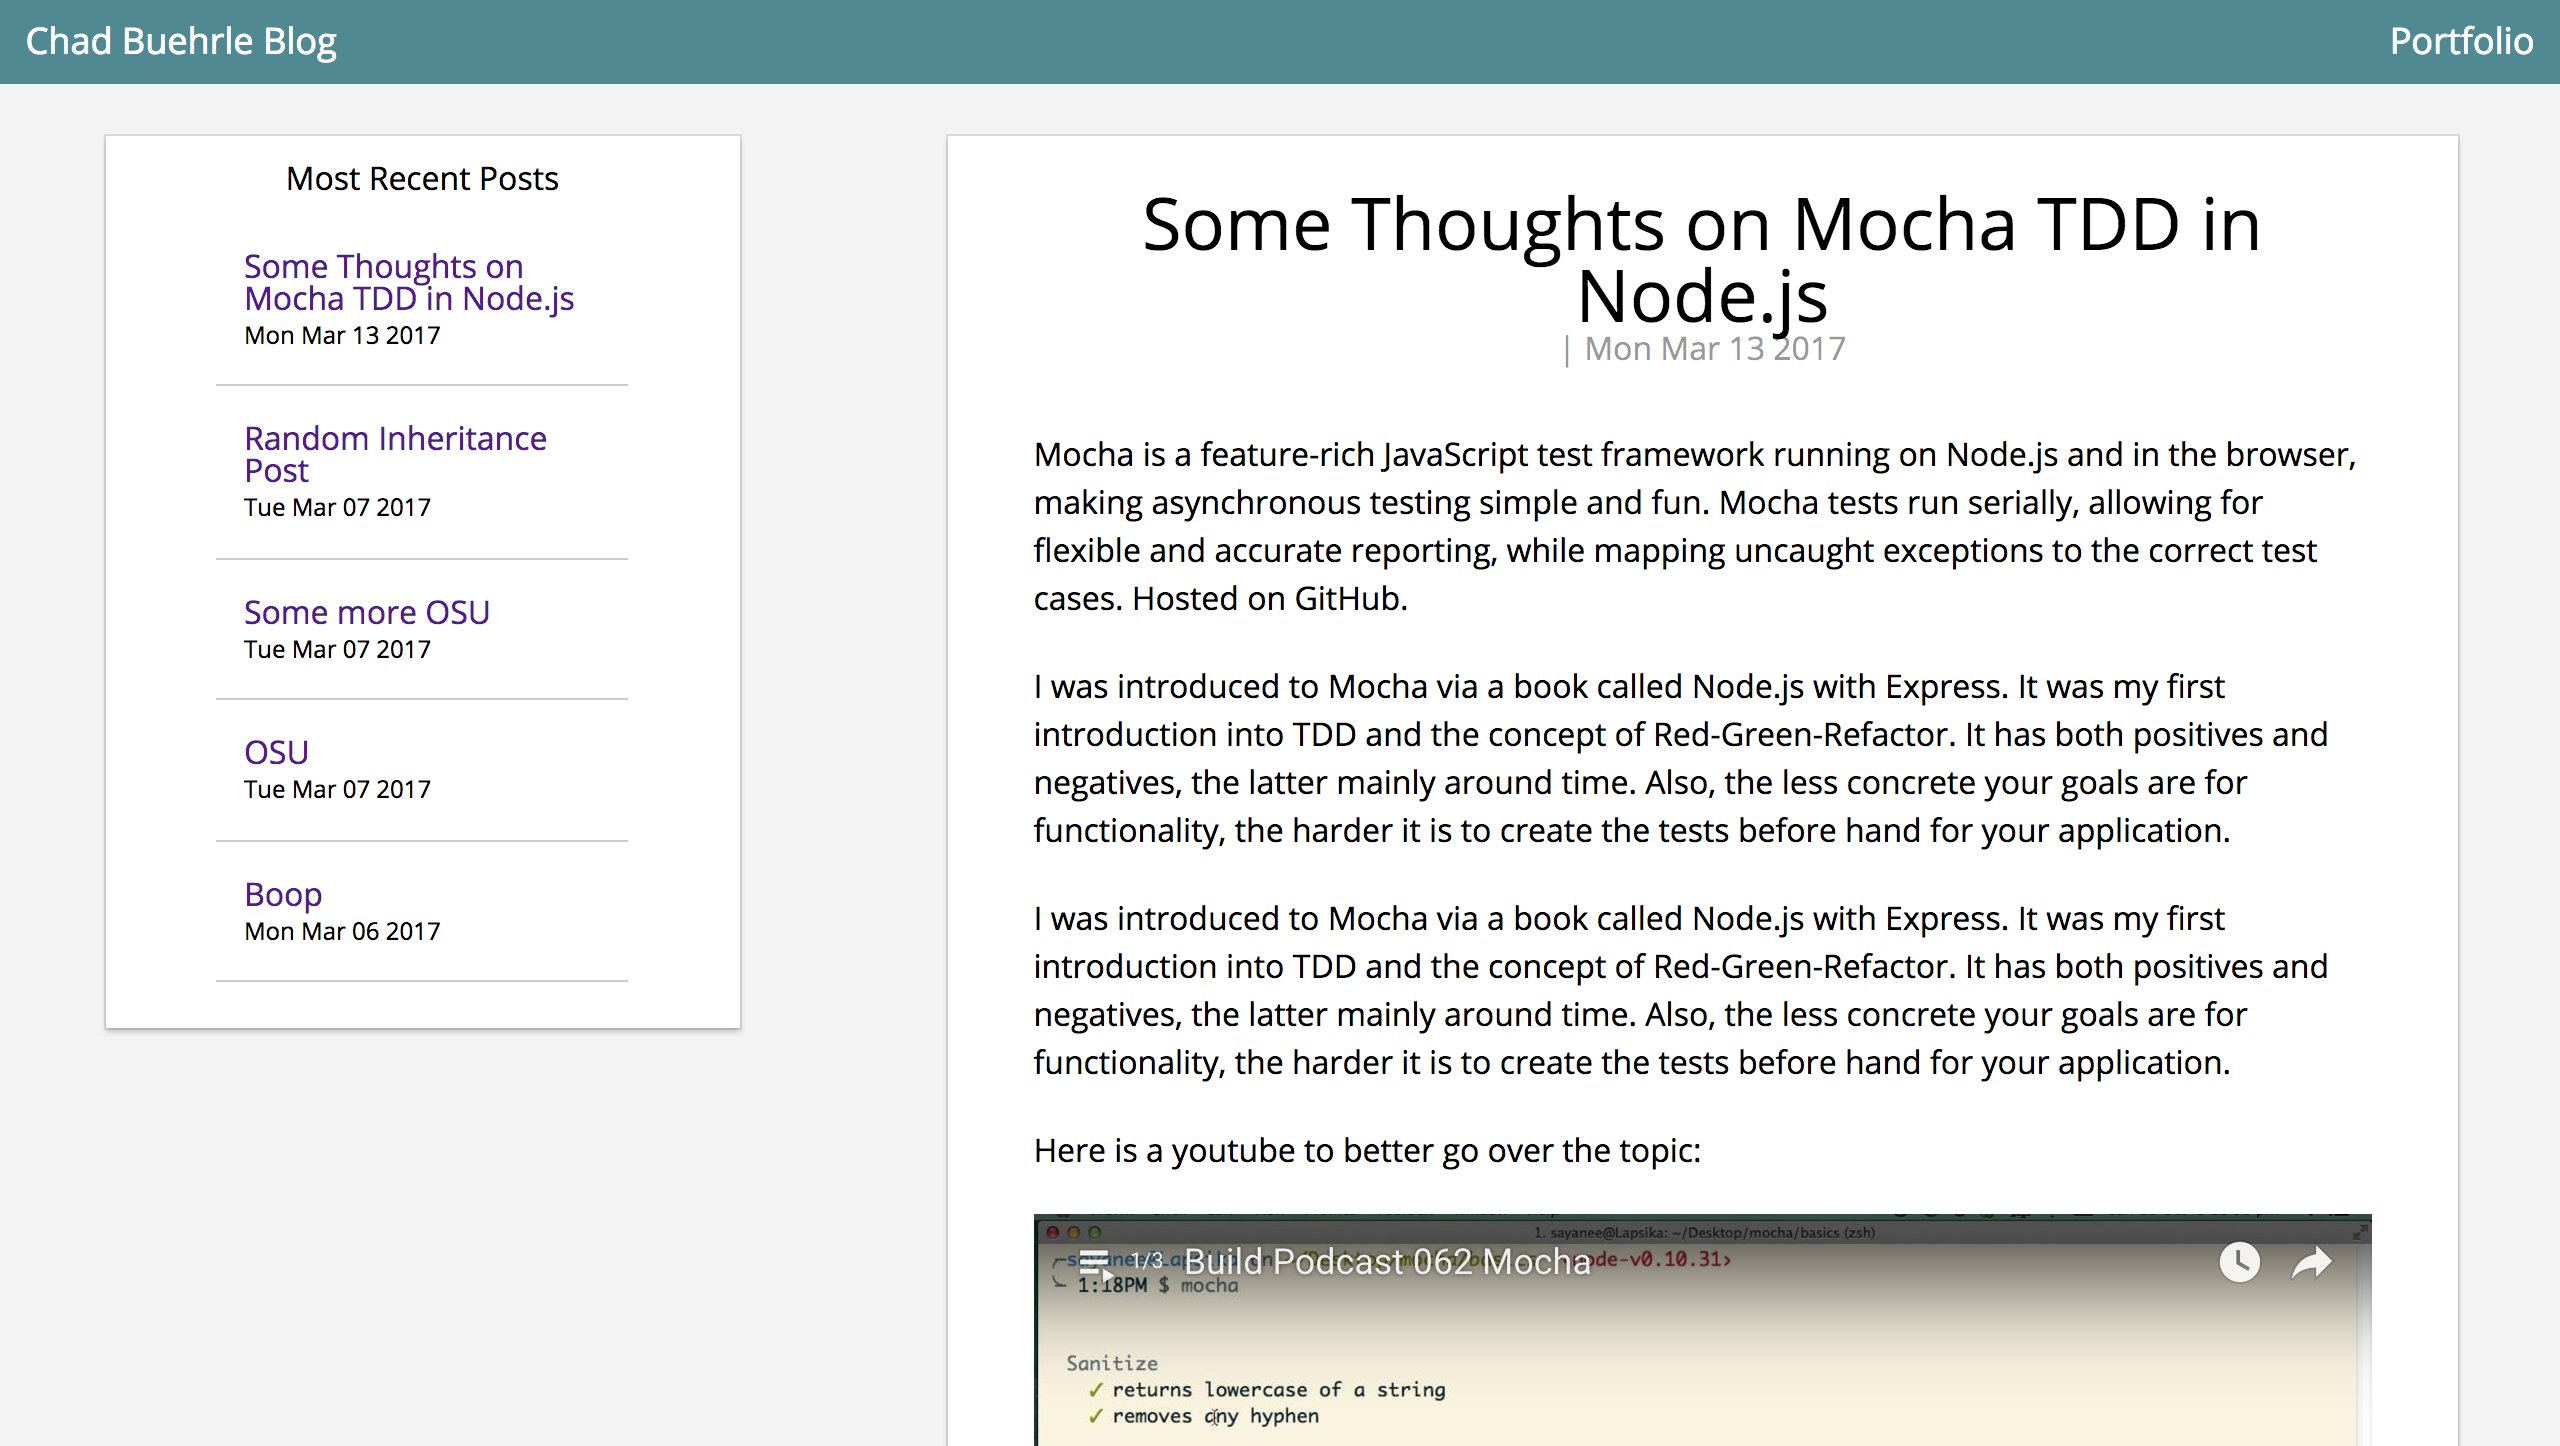 Chad Buehrle Blog
Portfolio
Most Recent Posts
Some Thoughts on
Mocha TDD in Node.js
Mon Mar 13 2017
Random Inheritance
Post
Tue Mar 07 2017
Some more OSU
Tue Mar 07 2017
OSU
Tue Mar 07 2017
Boop
Mon Mar 06 2017
Some Thoughts on Mocha TDD in
Node.js
| Mon Mar 13 2017
Mocha is a feature-rich JavaScript test framework running on Node.js and in the browser,
making asynchronous testing simple and fun. Mocha tests run serially, allowing for
flexible and accurate reporting, while mapping uncaught exceptions to the correct test
cases. Hosted on GitHub.
I was introduced to Mocha via a book called Node.js with Express. It was my first
introduction into TDD and the concept of Red-Green-Refactor. It has both positives and
negatives, the latter mainly around time. Also, the less concrete your goals are for
functionality, the harder it is to create the tests before hand for your application.
I was introduced to Mocha via a book called Node.js with Express. It was my first
introduction into TDD and the concept of Red-Green-Refactor. It has both positives and
negatives, the latter mainly around time. Also, the less concrete your goals are for
functionality, the harder it is to create the tests before hand for your application.
Here is a youtube to better go over the topic:
1. sayanee@Lapsika: ~/Desktop/mocha/basics (zsh)
1/3 Build Podcast 062 Mocha
1:18PM $ mocha
Sanitize
✓ returns lowercase of a string
✓ removes any hyphen